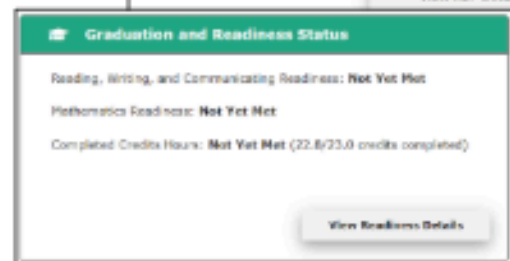 Graduation and Readiness Status
Reading, Writing, and Communicating Readiness: Not Yet Met
Mathematics Readiness: Not Yet Met
Completed Credits Hours: Not Yet Met (22.8/23.0 credits completed)
View Readiness Details